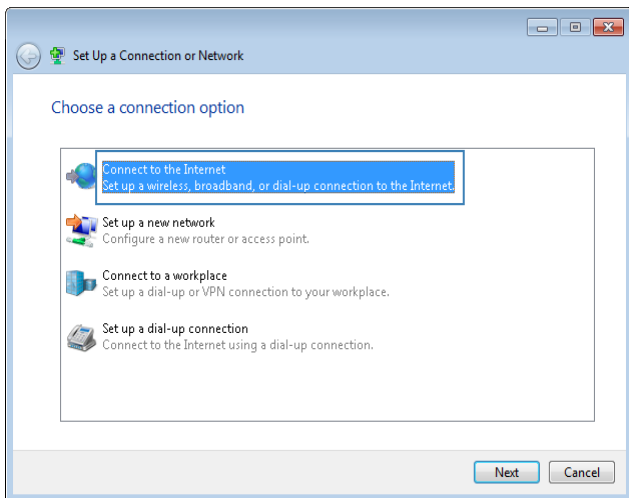 Set Up a Connection or Network
Choose a connection option
Connect to the Internet
Set up a wireless, broadband, or dial-up connection to the Internet.
Set up a new network
Configure a new router or access point.
Connect to a workplace
Set up a dial-up or VPN connection to your workplace.
Set up a dial-up connection
Connect to the Internet using a dial-up connection.
Next Cancel